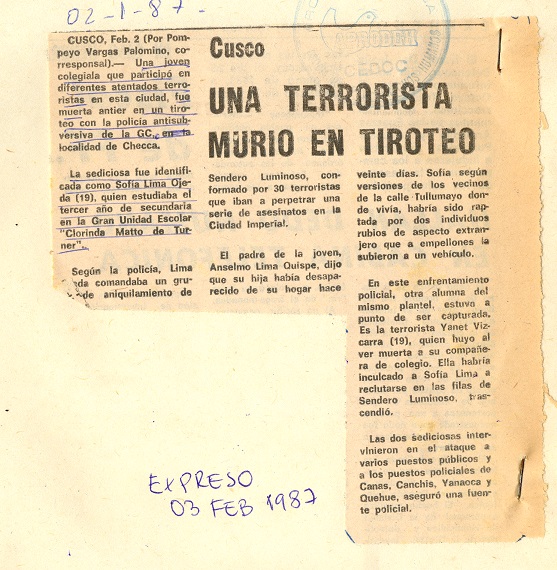 02-1-87-
CUSCO, Feb. 2 (Por Pom-
peyo Vargas Palomino, co-
rresponsal).— Una joven
colegiala que participó en
diferentes atentados terro-
ristas en esta ciudad, fue
muerta antier en un tiro-
teo con la policía antisub-
versiva de la GC, en la
localidad de Checca.
La sediciosa fue identifi-
cada como Sofía Lima Oje-
da (19), quien estudiaba el
tercer año de secundaria
en la Gran Unidad Escolar
"Clorinda Matto de Tur-
ner".
Según la policía, Lima
comandaba un gru-
de aniquilamiento de
Cusco
UNA TERRORISTA
MURIO EN TIROTEO
Sendero Luminoso, con-
formado por 30 terroristas
que iban a perpetrar una
serie de asesinatos en la
Ciudad Imperial.
El padre de la joven,
Anselmo Lima Quispe, di-
jo que su hija había desapa-
recido de su hogar hace
veinte días. Sofía según
versiones de los vecinos
de la calle Tullumayo don-
de vivía, habría sido rap-
tada por dos individuos
rubios de aspecto extran-
jero que a empellones la
subieron a un vehículo.
En este enfrentamiento
policial, otra alumna del
mismo plantel, estuvo a
punto de ser capturada.
Es la terrorista Yanet Viz-
carra (19), quien huyó al
ver muerta a su compañe-
ra de colegio. Ella habría
inculcado a Sofía Lima a
reclutarse en las filas de
Sendero Luminoso, tras-
cendió.
Las dos sediciosas inter-
vinieron en el ataque a
varios puestos públicos y
a los puestos policiales de
Canas, Canchis, Yanaoca y
Quehue, aseguró una fuen-
te policial.
EXPRESO
03 FEB 1987